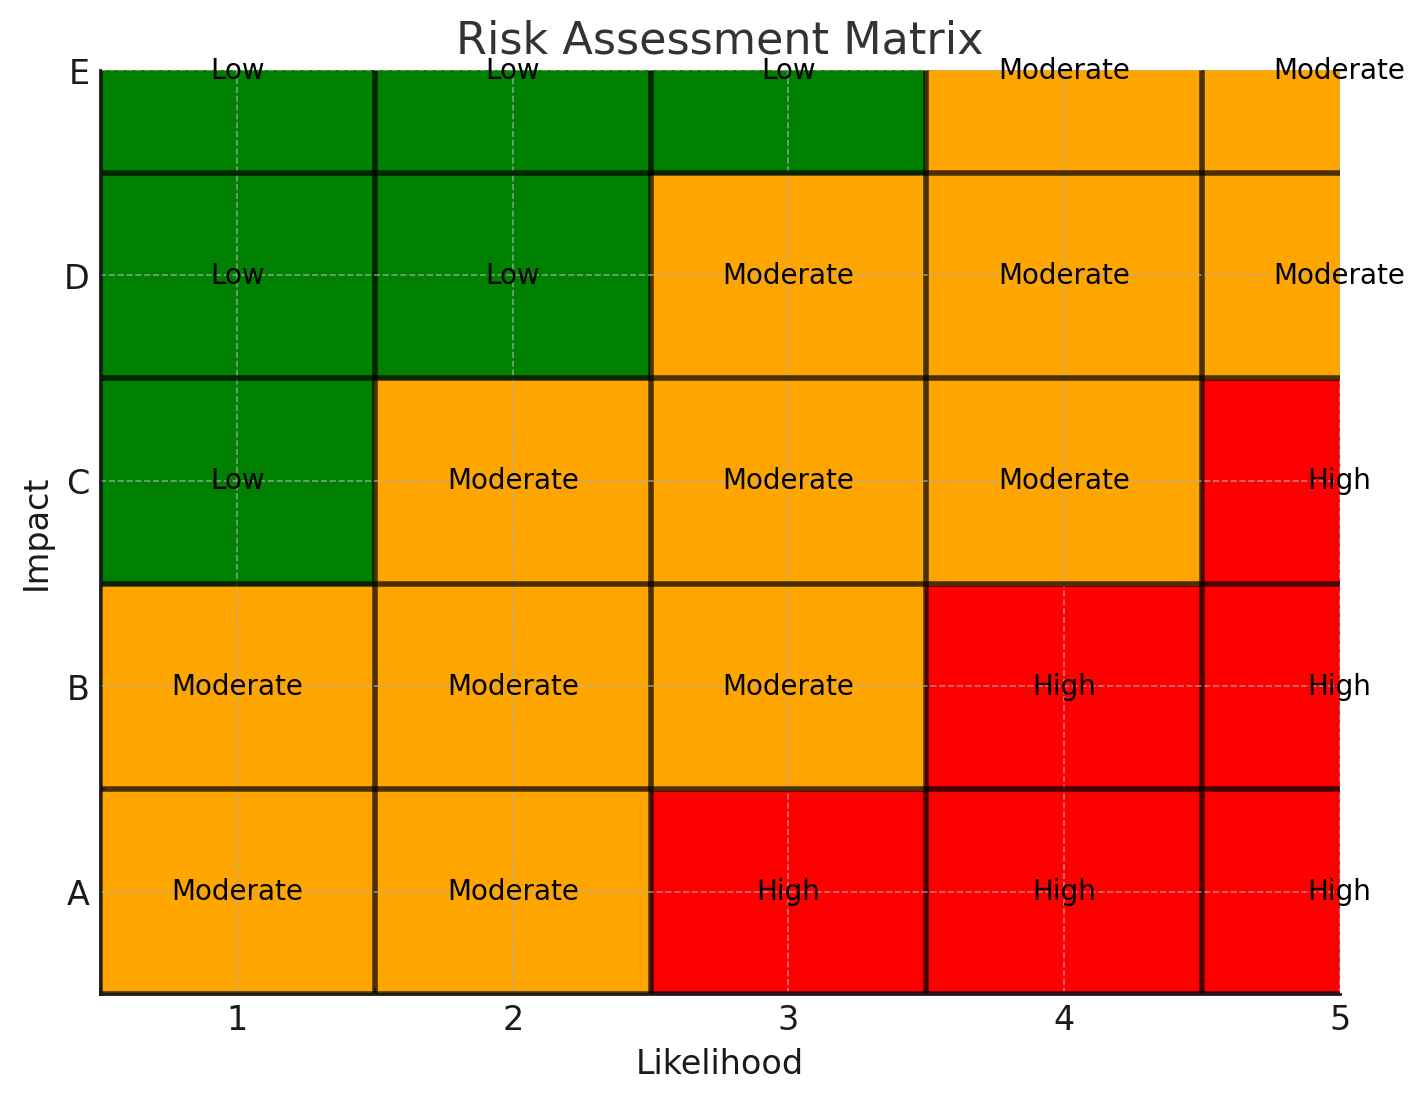 Risk Assessment Matrix
E Low Low Low Moderate Moderate
D Low Low Moderate Moderate Moderate
C Low Moderate Moderate Moderate High
Impact
B Moderate Moderate Moderate High High
A Moderate Moderate High High High
1 2 3 4 5
Likelihood